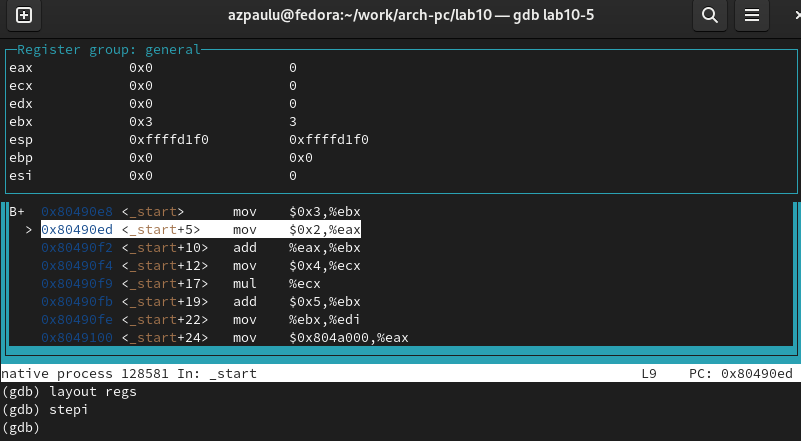 azpaulu@fedora:~/work/arch-pc/lab10 — gdb lab10-5
Register group: general
eax 0x0 0
ecx 0x0 0
edx 0x0 0
ebx 0x3 3
esp 0xffffd1f0 0xffffd1f0
ebp 0x0 0x0
esi 0x0 0
B+ 0x80490e8 <_start> mov $0x3,%ebx
> 0x80490ed <_start+5> mov $0x2,%eax
0x80490f2 <_start+10> add %eax,%ebx
0x80490f4 <_start+12> mov $0x4,%ecx
0x80490f9 <_start+17> mul %ecx
0x80490fb <_start+19> add $0x5,%ebx
0x80490fe <_start+22> mov %ebx,%edi
0x8049100 <_start+24> mov $0x804a000,%eax
native process 128581 In: _start L9 PC: 0x80490ed
(gdb) layout regs
(gdb) stepi
(gdb)